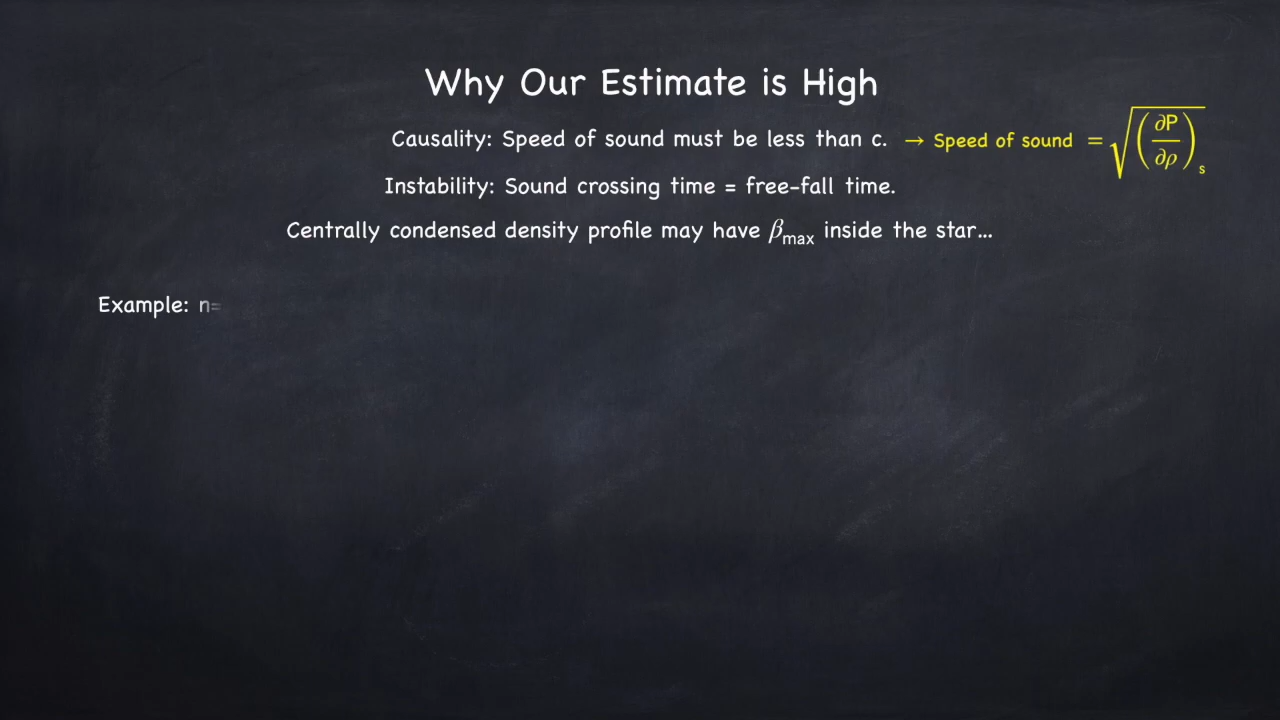 Why Our Estimate is High
Causality: Speed of sound must be less than c. → Speed of sound = √(∂P/∂ρ)ₛ
Instability: Sound crossing time = free-fall time.
Centrally condensed density profile may have βmax inside the star...
Example: n=